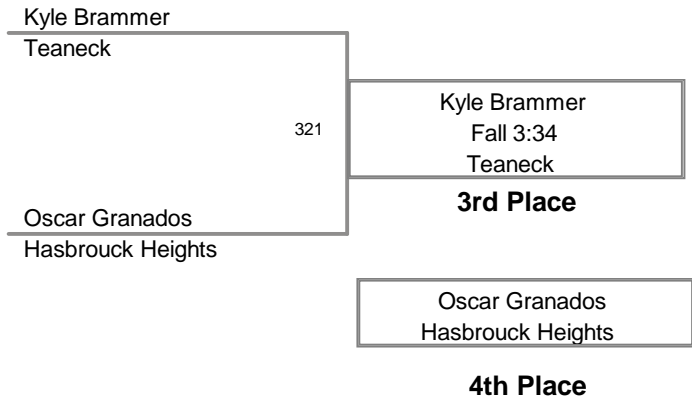 Kyle Brammer
Teaneck
321
Kyle Brammer
Fall 3:34
Teaneck
3rd Place
Oscar Granados
Hasbrouck Heights
Oscar Granados
Hasbrouck Heights
4th Place